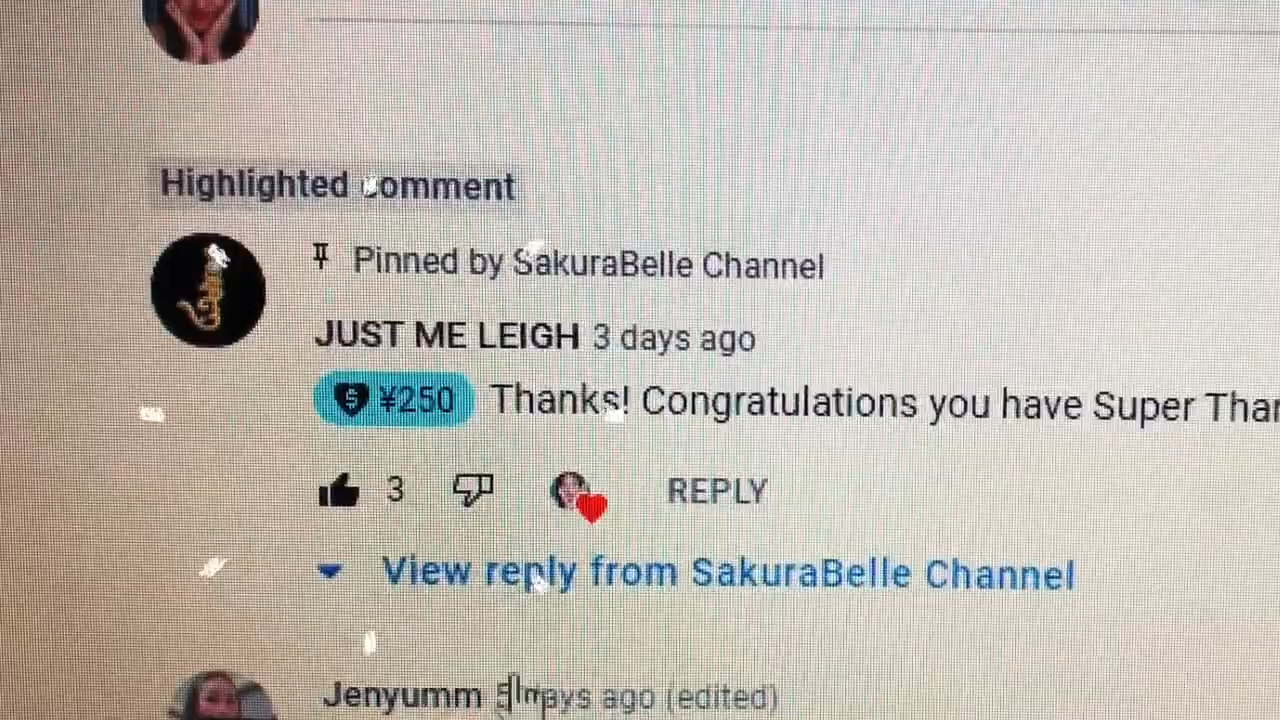 Highlighted comment
Pinned by SakuraBelle Channel
JUST ME LEIGH 3 days ago
¥250 Thanks! Congratulations you have Super
View reply from SakuraBelle Channel
3 REPLY
Jenyumm ago (edited)